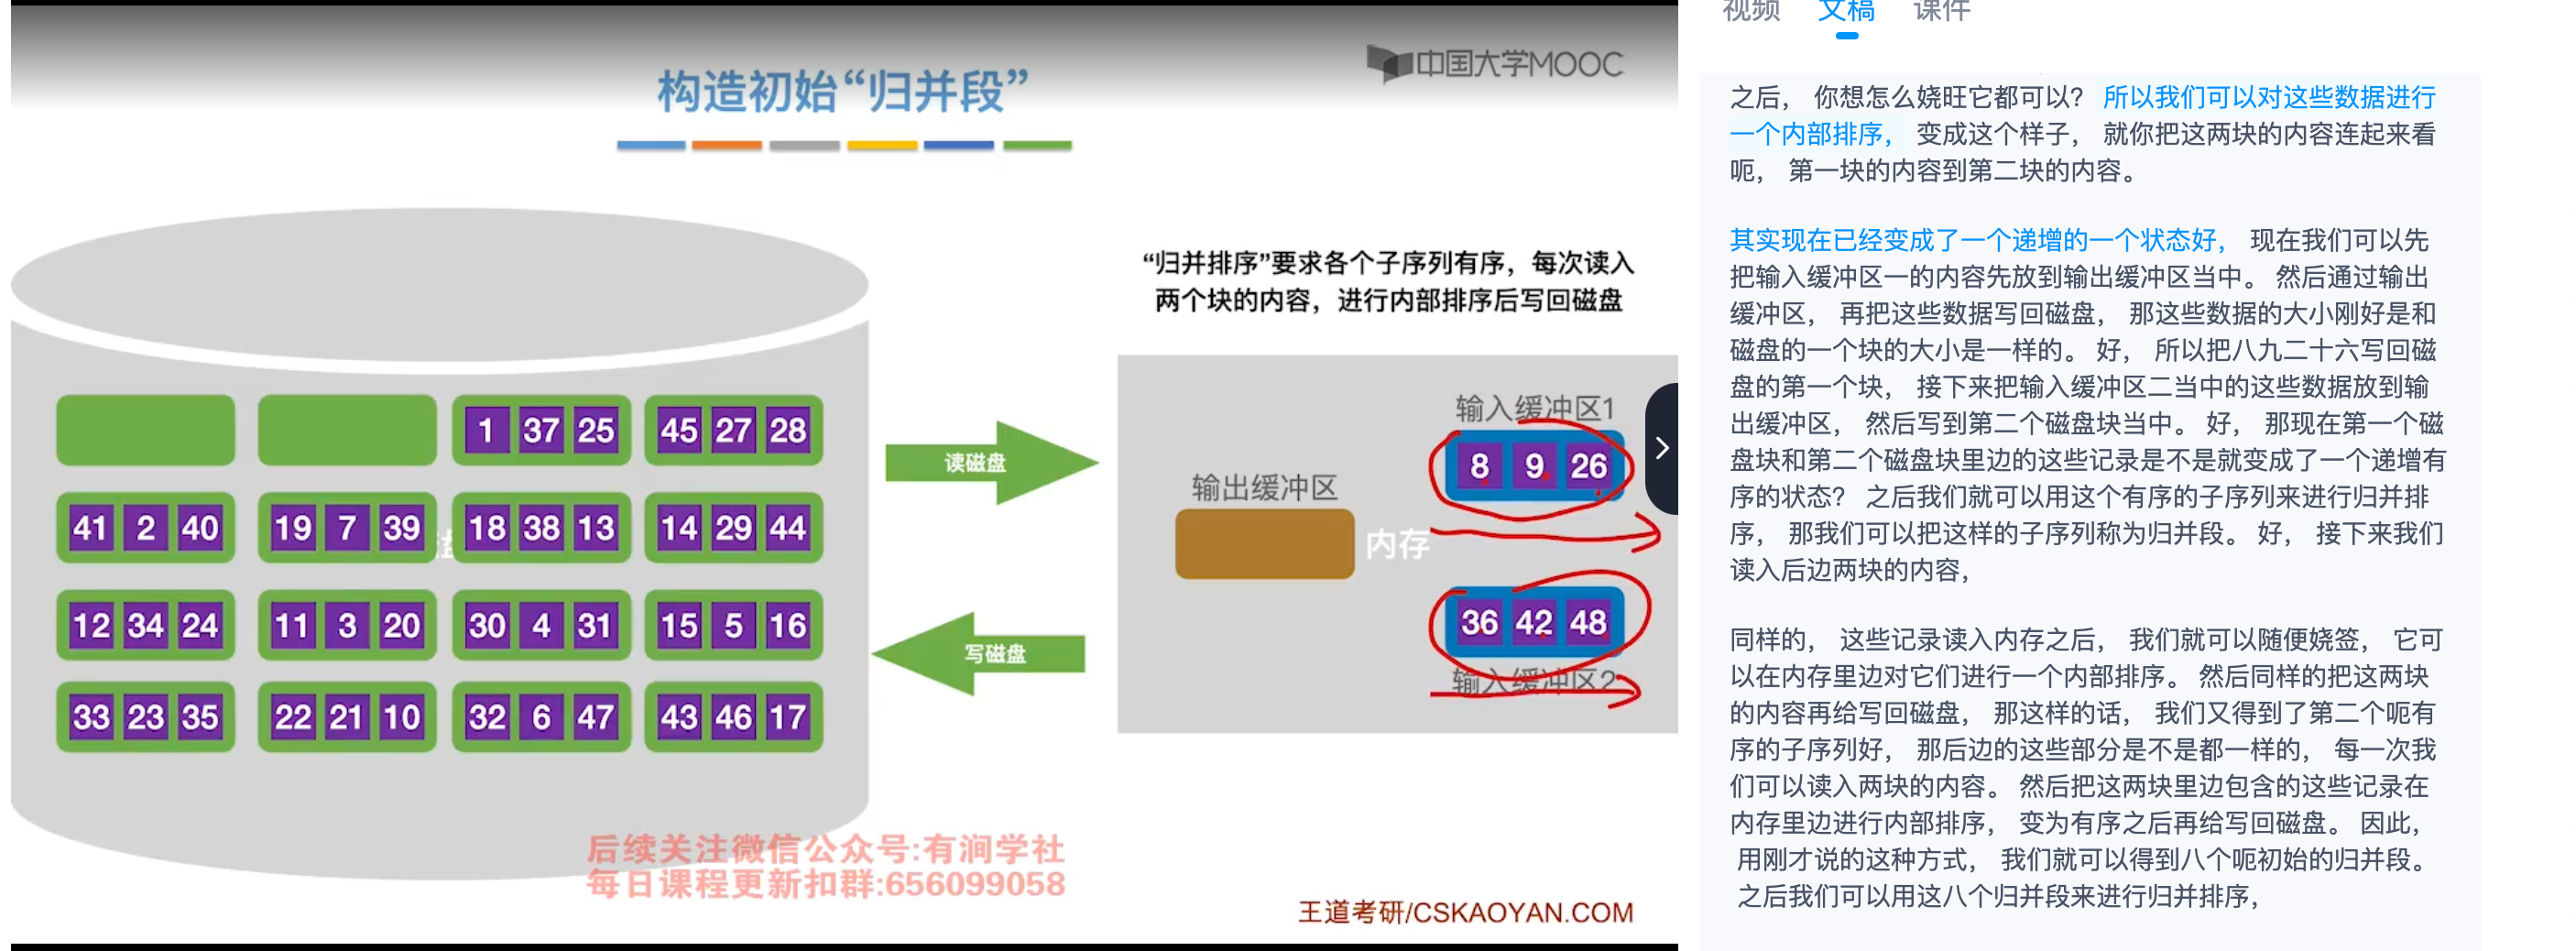 中国大学MOOC
构造初始“归并段”
“归并排序”要求各个子序列有序，每次读入
两个块的内容，进行内部排序后写回磁盘
1 37 25
45 27 28
41 2 40
19 7 39
18 38 13
14 29 44
12 34 24
11 3 20
30 4 31
15 5 16
33 23 35
22 21 10
32 6 47
43 46 17
读磁盘
写磁盘
输入缓冲区1
8 9 26
输出缓冲区
内存
36 42 48
输入缓冲区2
后续关注微信公众号:有涧学社
每日课程更新扣群:656099058
王道考研/CSKAOYAN.COM
视频 文稿 课件
之后， 你想怎么娆旺它都可以？ 所以我们可以对这些数据进行
一个内部排序， 变成这个样子， 就你把这两块的内容连起来看
呃， 第一块的内容到第二块的内容。
其实现在已经变成了一个递增的一个状态好， 现在我们可以先
把输入缓冲区一的内容先放到输出缓冲区当中。 然后通过输出
缓冲区， 再把这些数据写回磁盘， 那这些数据的大小刚好是和
磁盘的一个块的大小是一样的。 好， 所以把八九二十六写回磁
盘的第一个块， 接下来把输入缓冲区二当中的这些数据放到输
出缓冲区， 然后写到第二个磁盘块当中。 好， 那现在第一个磁
盘块和第二个磁盘块里边的这些记录是不是就变成了一个递增有
序的状态？ 之后我们就可以用这个有序的子序列来进行归并排
序， 那我们可以把这样的子序列称为归并段。 好， 接下来我们
读入后边两块的内容，
同样的， 这些记录读入内存之后， 我们就可以随便娆签， 它可
以在内存里边对它们进行一个内部排序。 然后同样的把这两块
的内容再给写回磁盘， 那这样的话， 我们又得到了第二个呃有
序的子序列好， 那后边的这些部分是不是都一样的， 每一次我
们可以读入两块的内容。 然后把这两块里边包含的这些记录在
内存里边进行内部排序， 变为有序之后再给写回磁盘。 因此，
用刚才说的这种方式， 我们就可以得到八个呃初始的归并段。
之后我们可以用这八个归并段来进行归并排序，